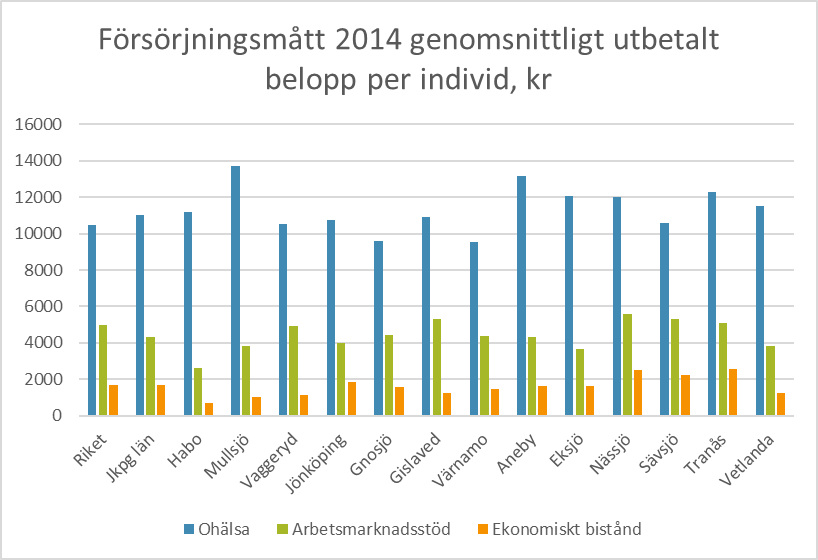 Försörjningsmått 2014 genomsnittligt utbetalt
belopp per individ, kr
16000
14000
12000
10000
8000
6000
4000
2000
0
Riket
Jkpg län
Habo
Mullsjö
Vaggeryd
Jönköping
Gnosjö
Gislaved
Värnamo
Aneby
Eksjö
Nässjö
Sävsjö
Tranås
Vetlanda
Ohälsa
Arbetsmarknadsstöd
Ekonomiskt bistånd